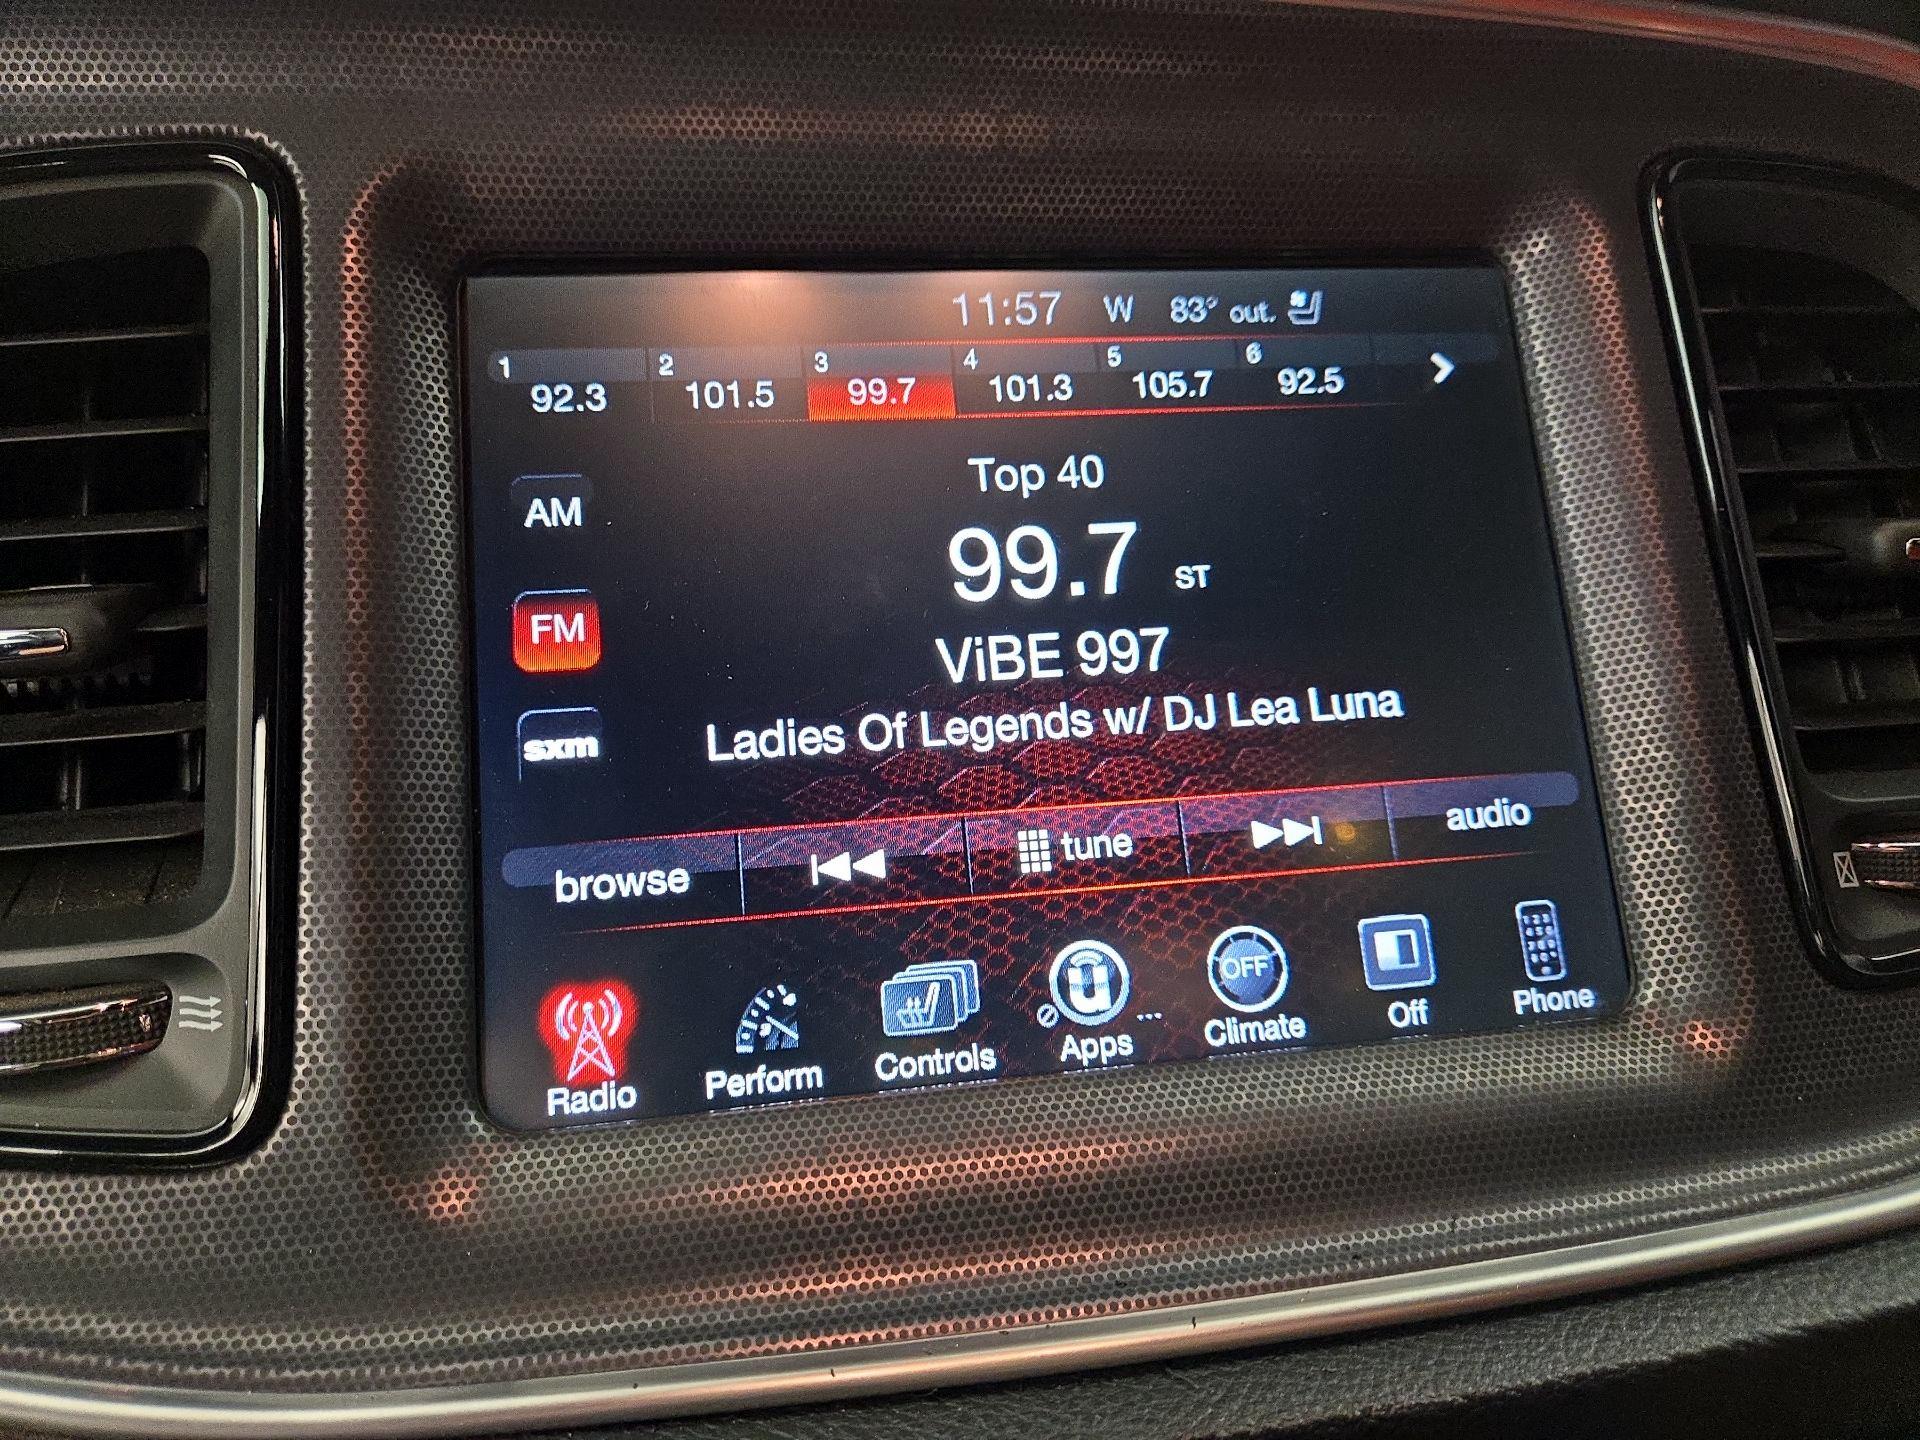 11:57 W 83° out.
1 2 3 4 5 6
92.3 101.5 99.7 101.3 105.7 92.5
Top 40
AM
99.7 ST
FM
ViBE 997
Ladies Of Legends w/ DJ Lea Luna
sxm
browse tune audio
OFF
Radio Perform Controls Apps ... Climate Off Phone